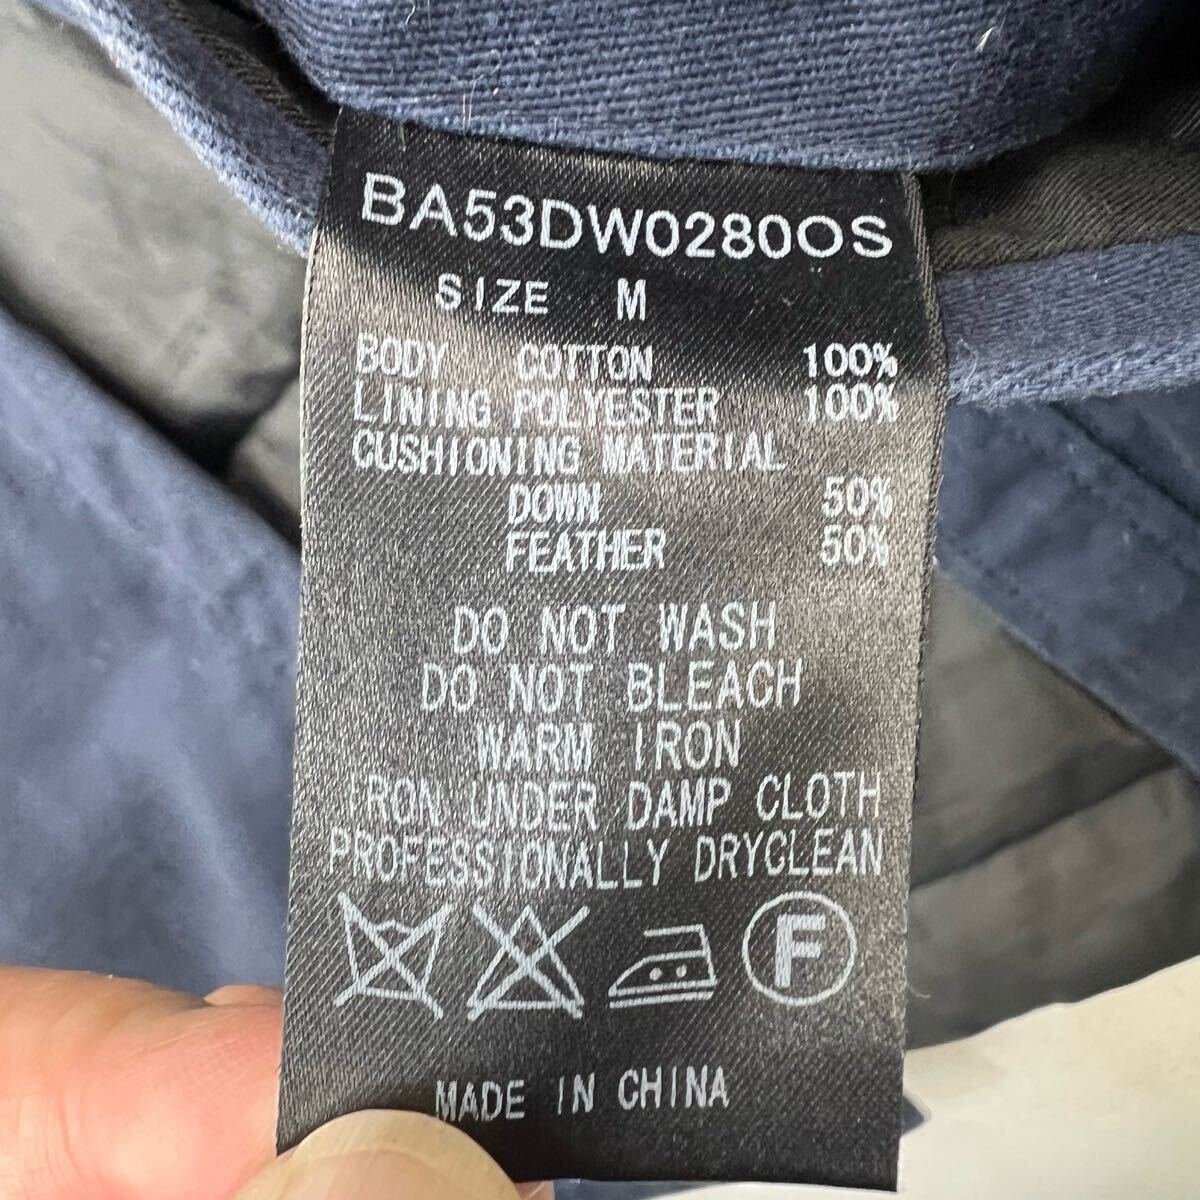 BA53DW0280OS
SIZE M
BODY COTTON 100%
LINING POLYESTER 100%
CUSHIONING MATERIAL
DOWN 50%
FEATHER 50%
DO NOT WASH
DO NOT BLEACH
WARM IRON
IRON UNDER DAMP CLOTH
PROFESSIONALLY DRYCLEAN
F
MADE IN CHINA